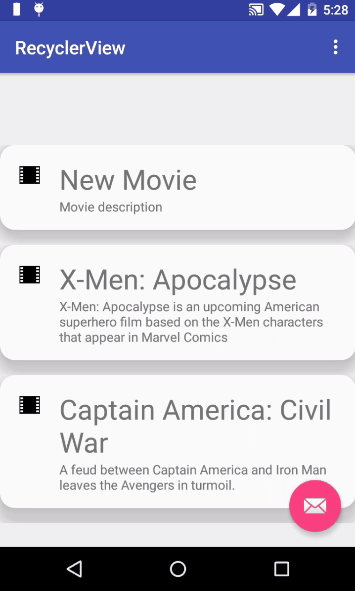 5:28
RecyclerView
New Movie
Movie description
X-Men: Apocalypse
X-Men: Apocalypse is an upcoming American
superhero film based on the X-Men characters
that appear in Marvel Comics
Captain America: Civil
War
A feud between Captain America and Iron Man
leaves the Avengers in turmoil.